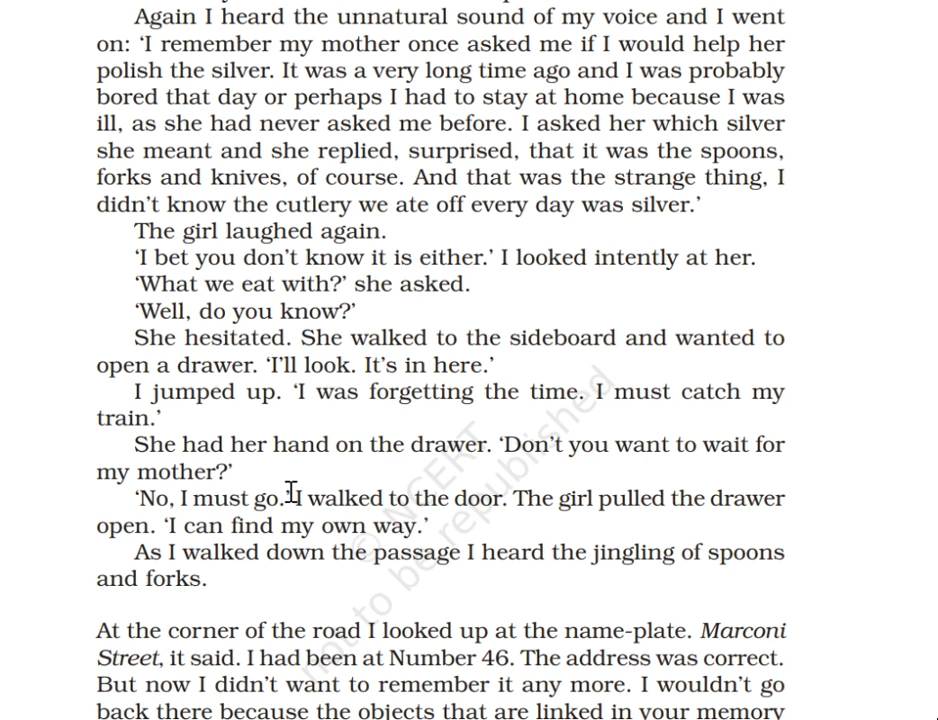 Again I heard the unnatural sound of my voice and I went
on: ‘I remember my mother once asked me if I would help her
polish the silver. It was a very long time ago and I was probably
bored that day or perhaps I had to stay at home because I was
ill, as she had never asked me before. I asked her which silver
she meant and she replied, surprised, that it was the spoons,
forks and knives, of course. And that was the strange thing, I
didn’t know the cutlery we ate off every day was silver.’
The girl laughed again.
‘I bet you don’t know it is either.’ I looked intently at her.
‘What we eat with?’ she asked.
‘Well, do you know?’
She hesitated. She walked to the sideboard and wanted to
open a drawer. ‘I’ll look. It’s in here.’
I jumped up. ‘I was forgetting the time. I must catch my
train.’
She had her hand on the drawer. ‘Don’t you want to wait for
my mother?’
‘No, I must go.’ I walked to the door. The girl pulled the drawer
open. ‘I can find my own way.’
As I walked down the passage I heard the jingling of spoons
and forks.
At the corner of the road I looked up at the name-plate. Marconi
Street, it said. I had been at Number 46. The address was correct.
But now I didn’t want to remember it any more. I wouldn’t go
back there because the objects that are linked in your memory
© NCERT
not to be republished